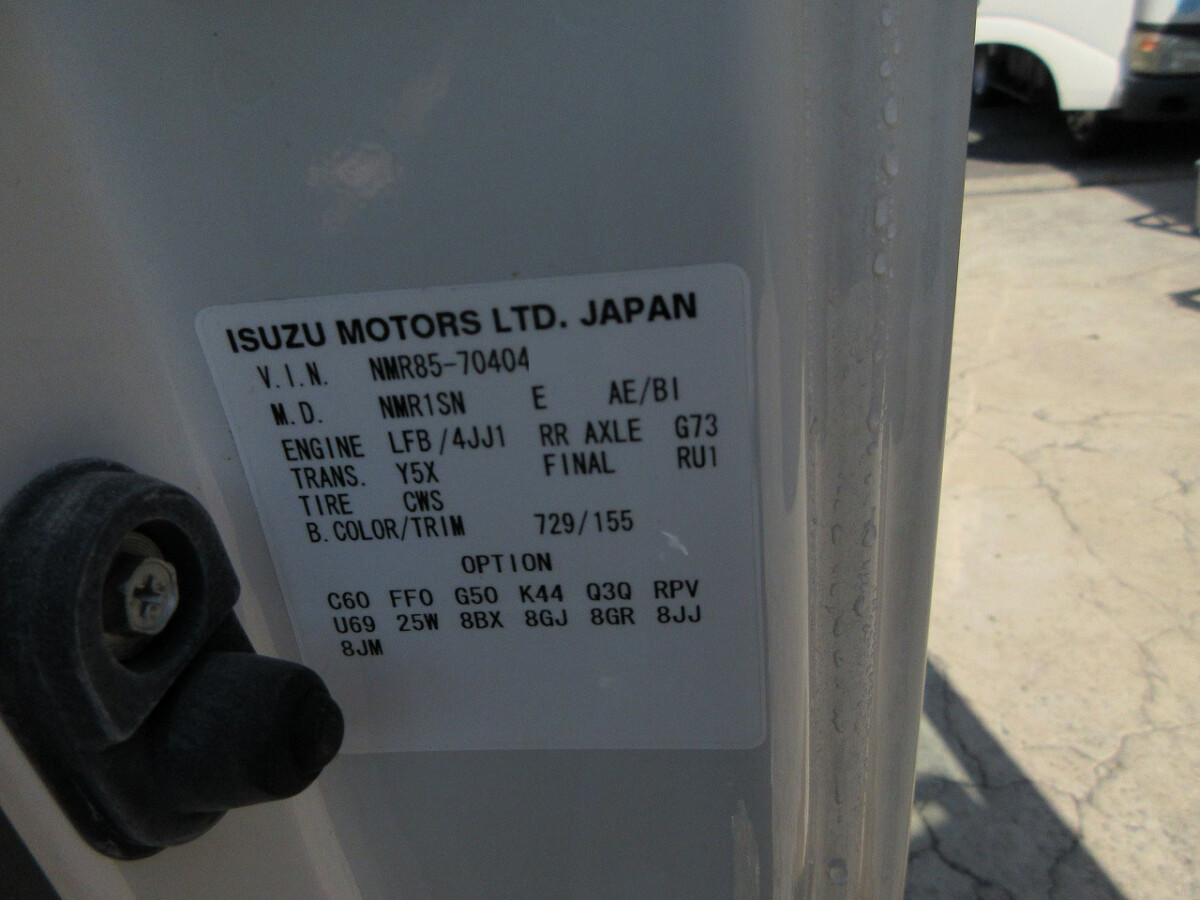 ISUZU MOTORS LTD. JAPAN
V.I.N. NMR85-70404
M.D. NMR1SN E AE/BI
ENGINE LFB/4JJ1 RR AXLE G73
TRANS. Y5X FINAL RU1
TIRE CWS
B.COLOR/TRIM 729/155
OPTION
C60 FF0 G50 K44 Q3Q RPV
U69 25W 8BX 8GJ 8GR 8JJ
8JM